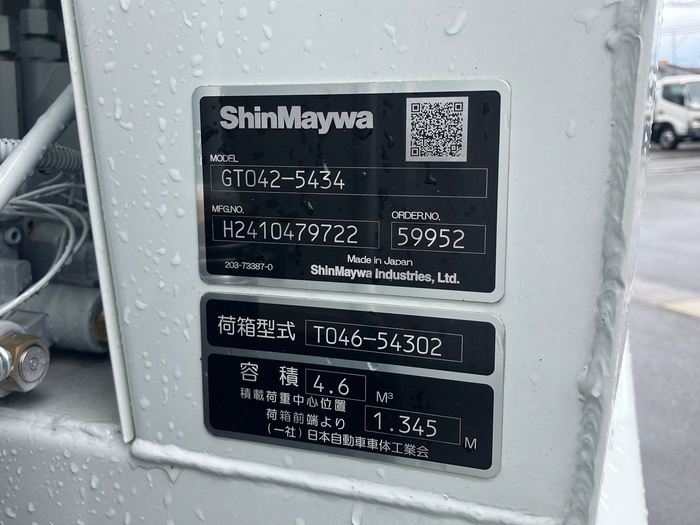 ShinMaywa
MODEL
GT042-5434
MFG.NO.
ORDER.NO.
H2410479722
59952
203-73387-0
Made in Japan
ShinMaywa Industries, Ltd.
荷箱型式 T046-54302
容積 4.6 M³
積載荷重中心位置
荷箱前端より 1.345 M
(一社)日本自動車車体工業会